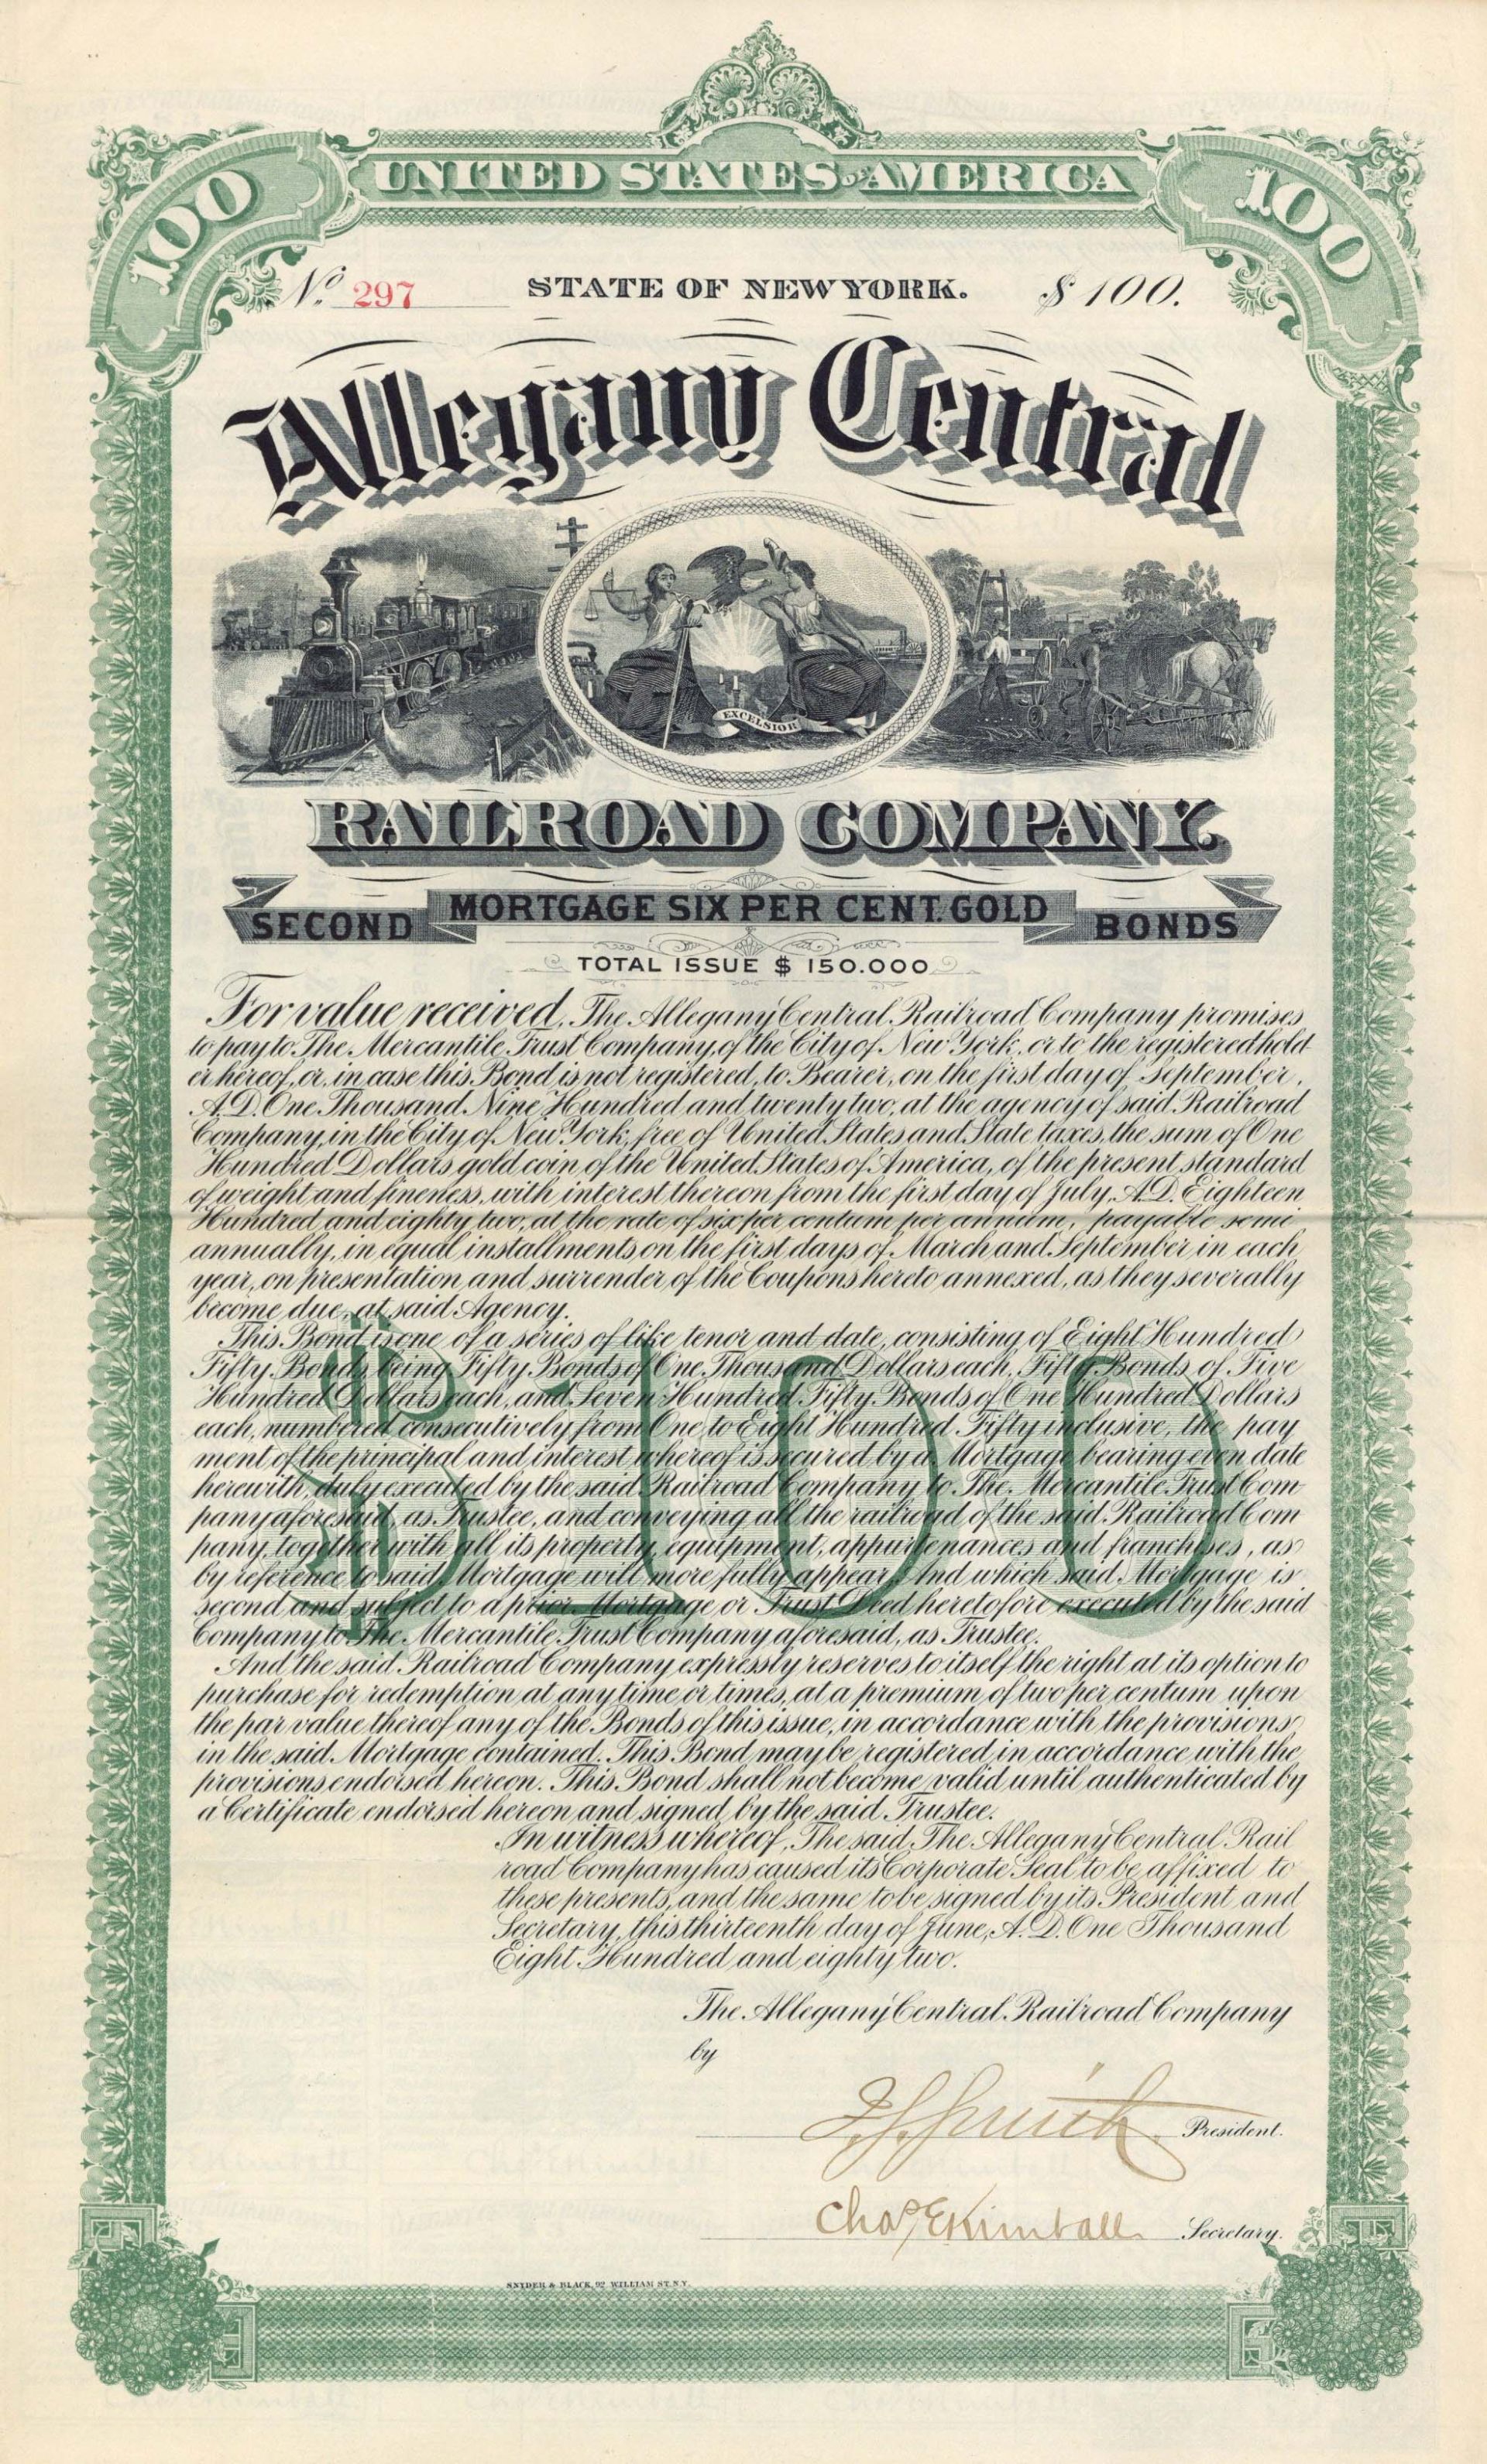 UNITED STATES OF AMERICA
100
100
No. 297
STATE OF NEW YORK.
$ 100.
Allegany Central
EXCELSIOR
RAILROAD COMPANY.
SECOND MORTGAGE SIX PER CENT. GOLD BONDS
TOTAL ISSUE $ 150.000
For value received, The Allegany Central Railroad Company promises
to pay to The Mercantile Trust Company, of the City of New York, or to the registered hold-
er hereof, or, in case this Bond is not registered, to Bearer, on the first day of September,
A.D. One Thousand Nine Hundred and twenty two, at the agency of said Railroad
Company, in the City of New York, free of United States and State taxes, the sum of One
Hundred Dollars gold coin of the United States of America, of the present standard
of weight and fineness, with interest thereon from the first day of July, A.D. Eighteen
Hundred and eighty two, at the rate of six per centum per annum, payable semi
annually, in equal installments on the first days of March and September in each
year, on presentation and surrender of the Coupons hereto annexed, as they severally
become due, at said Agency.
This Bond is one of a series of like tenor and date, consisting of Eight Hundred
Fifty Bonds being Fifty Bonds of One Thousand Dollars each, Fifty Bonds of Five
Hundred Dollars each, and Seven Hundred Fifty Bonds of One Hundred Dollars
each, numbered consecutively from One to Eight Hundred Fifty inclusive, the pay
ment of the principal and interest whereof is secured by a Mortgage bearing even date
herewith, duly executed by the said Railroad Company to The Mercantile Trust Com
pany aforesaid, as Trustee, and conveying all the railroad of the said Railroad Com
pany, together with all its property, equipment, appurtenances and franchises, as
by reference to said Mortgage will more fully appear, And which said Mortgage is
second and subject to a prior Mortgage or Trust Deed heretofore executed by the said
Company to The Mercantile Trust Company aforesaid, as Trustee.
And the said Railroad Company expressly reserves to itself the right at its option to
purchase for redemption at any time or times, at a premium of two per centum upon
the par value thereof any of the Bonds of this issue, in accordance with the provisions
in the said Mortgage contained. This Bond may be registered in accordance with the
provisions endorsed hereon. This Bond shall not become valid until authenticated by
a Certificate endorsed hereon and signed by the said Trustee.
$100
In witness whereof, The said The Allegany Central Rail
road Company has caused its Corporate Seal to be affixed to
these presents, and the same to be signed by its President and
Secretary, this thirteenth day of June, A.D. One Thousand
Eight Hundred and eighty two.
The Allegany Central Railroad Company
by
Smith President.
Chas. E Kimball Secretary.
SNYDER & BLACK, 92 WILLIAM ST. N.Y.